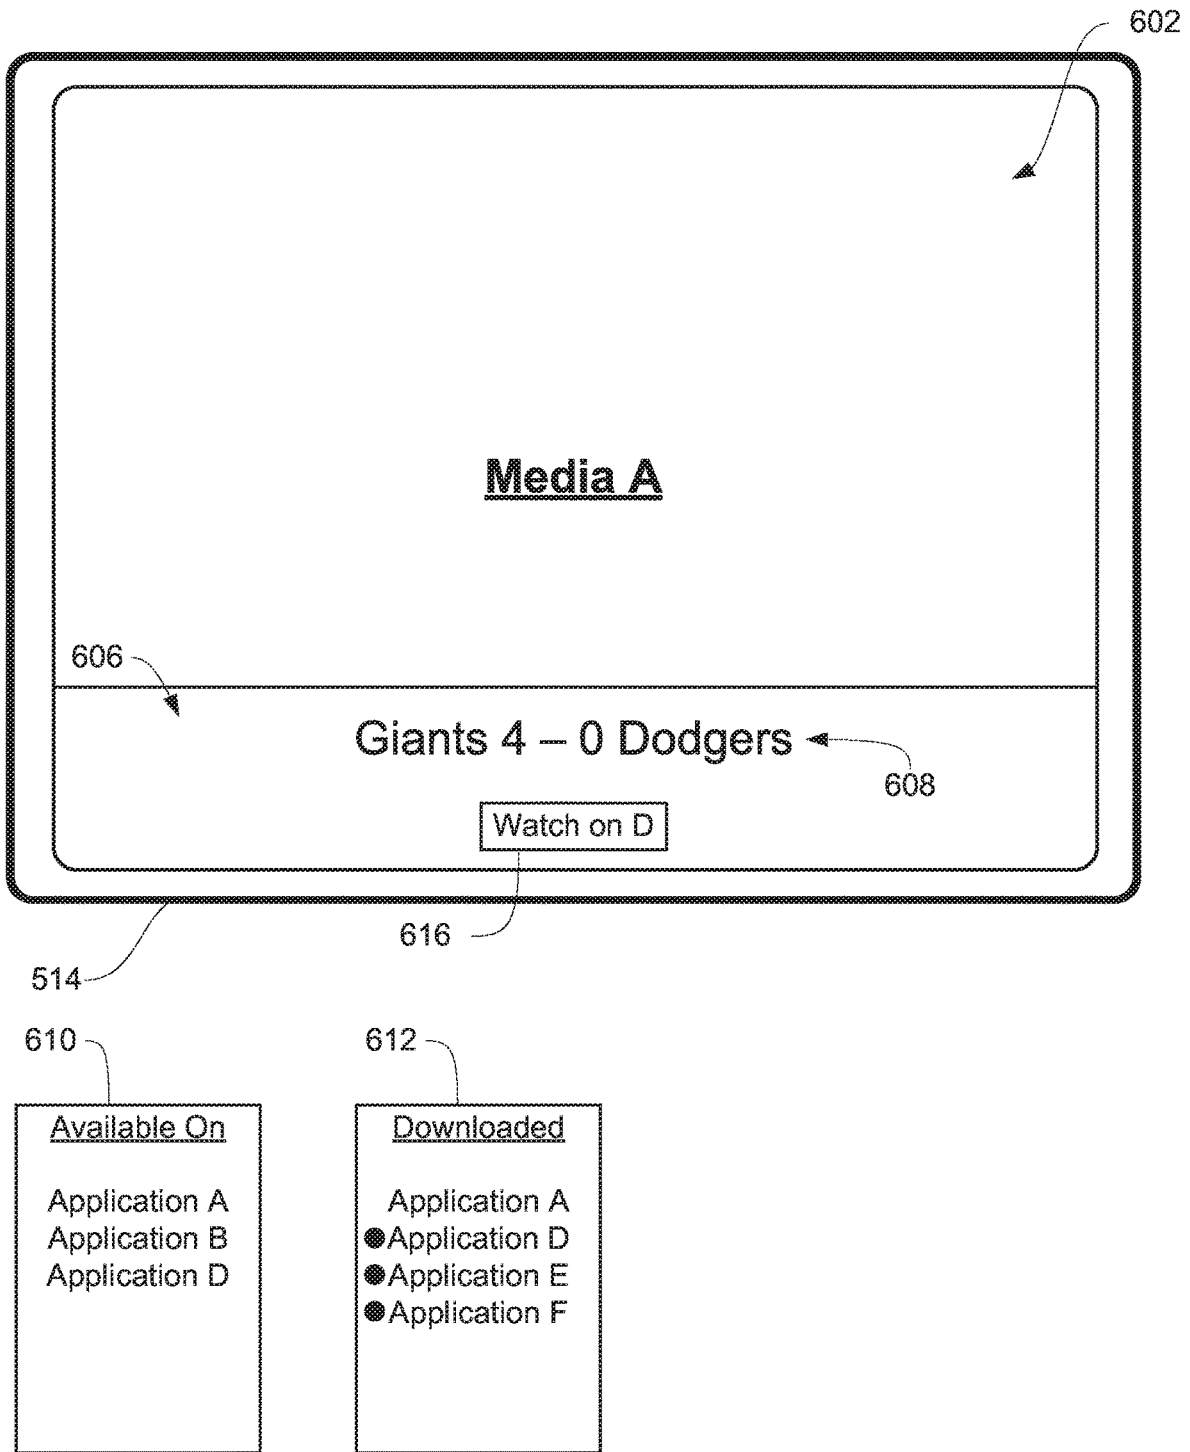 602
Media A
606
Giants 4 – 0 Dodgers
608
Watch on D
616
514
610
612
Available On
Application A
Application B
Application D
Downloaded
Application A
●Application D
●Application E
●Application F